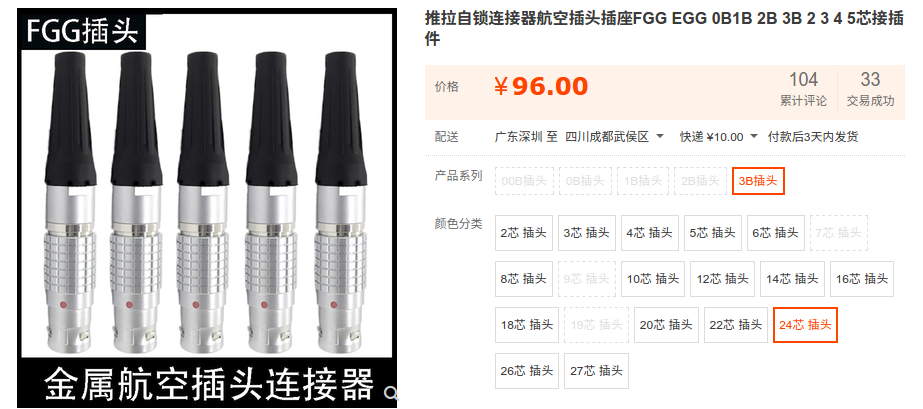 FGG插头
金属航空插头连接器
推拉自锁连接器航空插头插座FGG EGG 0B1B 2B 3B 2 3 4 5芯接插
件
价格
¥96.00
104
累计评论
33
交易成功
配送
广东深圳 至 四川成都武侯区 快递 ¥10.00 付款后3天内发货
产品系列
00B插头 0B插头 1B插头 2B插头 3B插头
颜色分类
2芯 插头 3芯 插头 4芯 插头 5芯 插头 6芯 插头 7芯 插头
8芯 插头 9芯 插头 10芯 插头 12芯 插头 14芯 插头 16芯 插头
18芯 插头 19芯 插头 20芯 插头 22芯 插头 24芯 插头
26芯 插头 27芯 插头